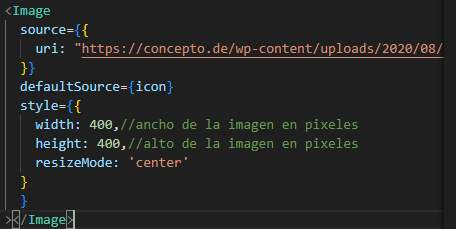 <Image
source={{
uri: "https://concepto.de/wp-content/uploads/2020/08/
}}
defaultSource={icon}
style={{
width: 400,//ancho de la imagen en pixeles
height: 400,//alto de la imagen en pixeles
resizeMode: 'center'
}
}
></Image>